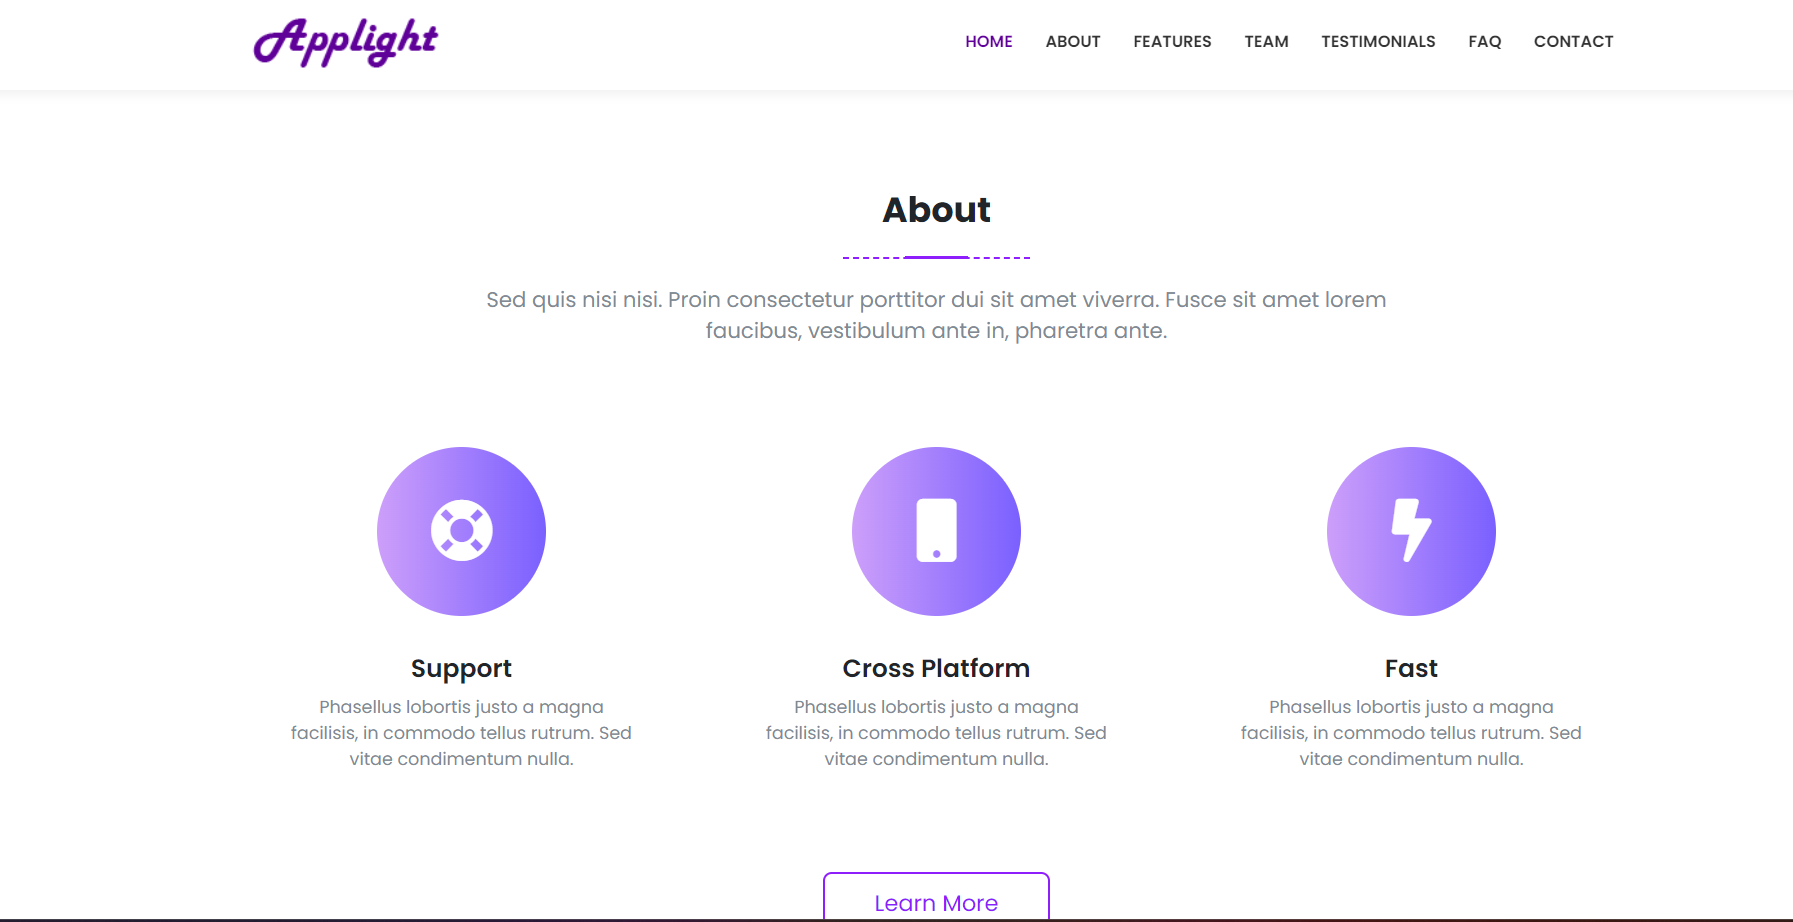 Applight
HOME ABOUT FEATURES TEAM TESTIMONIALS FAQ CONTACT
About
Sed quis nisi nisi. Proin consectetur porttitor dui sit amet viverra. Fusce sit amet lorem
faucibus, vestibulum ante in, pharetra ante.
Support
Phasellus lobortis justo a magna
facilisis, in commodo tellus rutrum. Sed
vitae condimentum nulla.
Cross Platform
Phasellus lobortis justo a magna
facilisis, in commodo tellus rutrum. Sed
vitae condimentum nulla.
Fast
Phasellus lobortis justo a magna
facilisis, in commodo tellus rutrum. Sed
vitae condimentum nulla.
Learn More